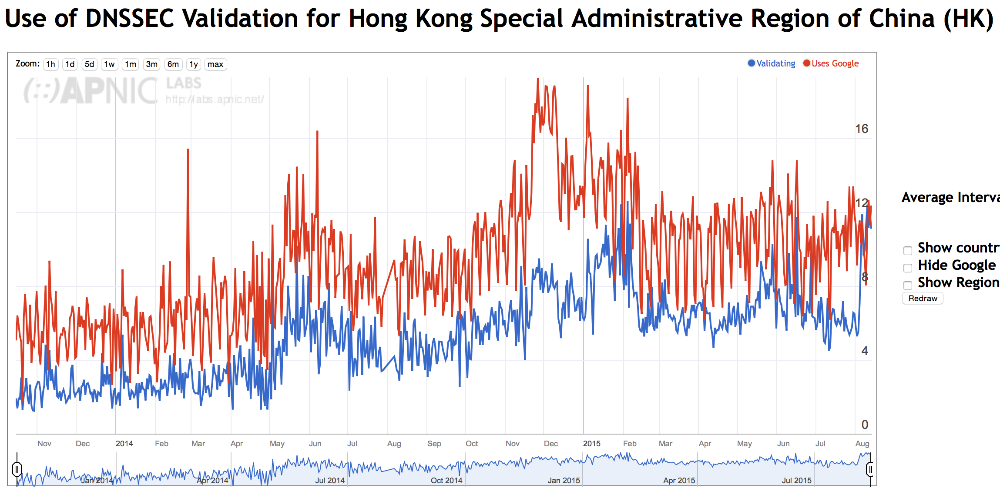 Use of DNSSEC Validation for Hong Kong Special Administrative Region of China (HK)
Zoom: 1h 1d 5d 1w 1m 3m 6m 1y max
Validating Uses Google
(::)APNIC LABS
http://labs.apnic.net/
16
12
8
4
0
Average Interva
Show country
Hide Google
Show Region
Redraw
Nov Dec 2014 Feb Mar Apr May Jun Jul Aug Sep Oct Nov Dec 2015 Feb Mar Apr May Jun Jul Aug
Jan 2014 Apr 2014 Jul 2014 Oct 2014 Jan 2015 Apr 2015 Jul 2015